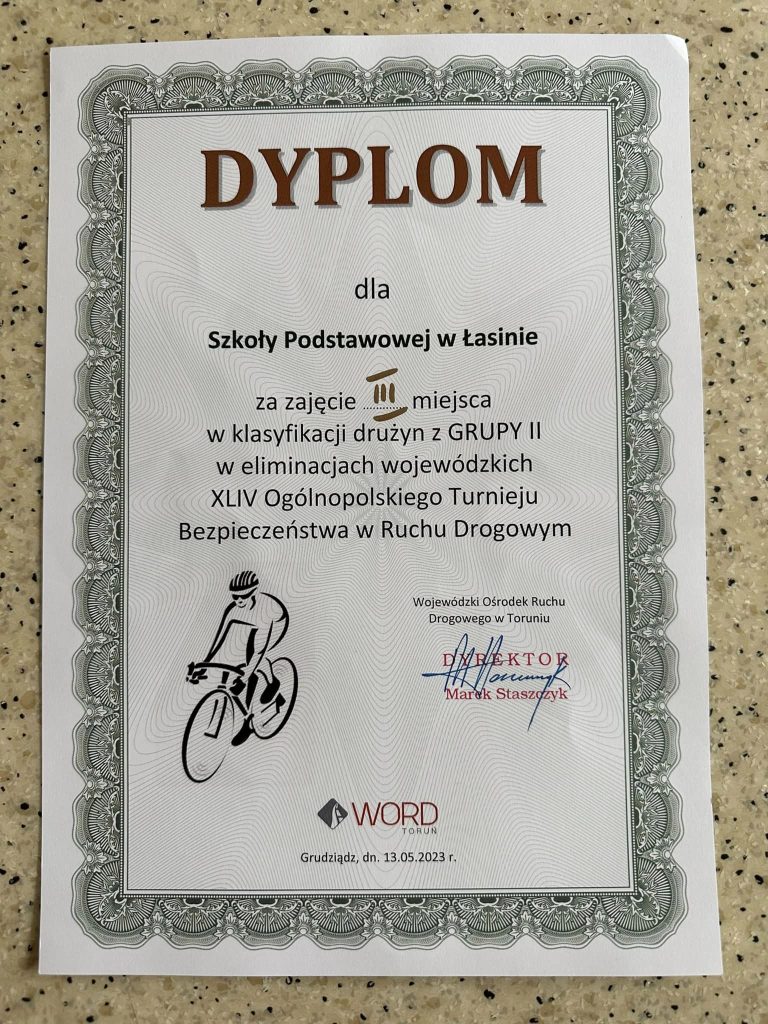 DYPLOM
dla
Szkoły Podstawowej w Łasinie
za zajęcie III miejsca
w klasyfikacji drużyn z GRUPY II
w eliminacjach wojewódzkich
XLIV Ogólnopolskiego Turnieju
Bezpieczeństwa w Ruchu Drogowym
Wojewódzki Ośrodek Ruchu
Drogowego w Toruniu
DYREKTOR
Marek Staszczyk
WORD
TORUŃ
Grudziądz, dn. 13.05.2023 r.